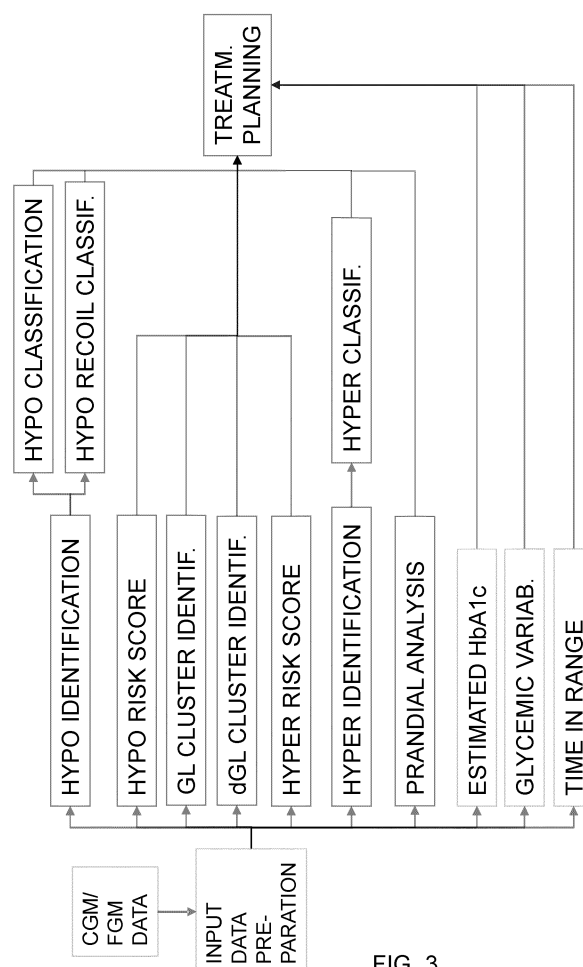 CGM/
FGM
DATA
INPUT
DATA
PRE-
PARATION
HYPO IDENTIFICATION
HYPO RISK SCORE
GL CLUSTER IDENTIF.
dGL CLUSTER IDENTIF.
HYPER RISK SCORE
HYPER IDENTIFICATION
PRANDIAL ANALYSIS
ESTIMATED HbA1c
GLYCEMIC VARIAB.
TIME IN RANGE
HYPO CLASSIFICATION
HYPO RECOIL CLASSIF.
HYPER CLASSIF.
TREATM.
PLANNING
FIG. 3